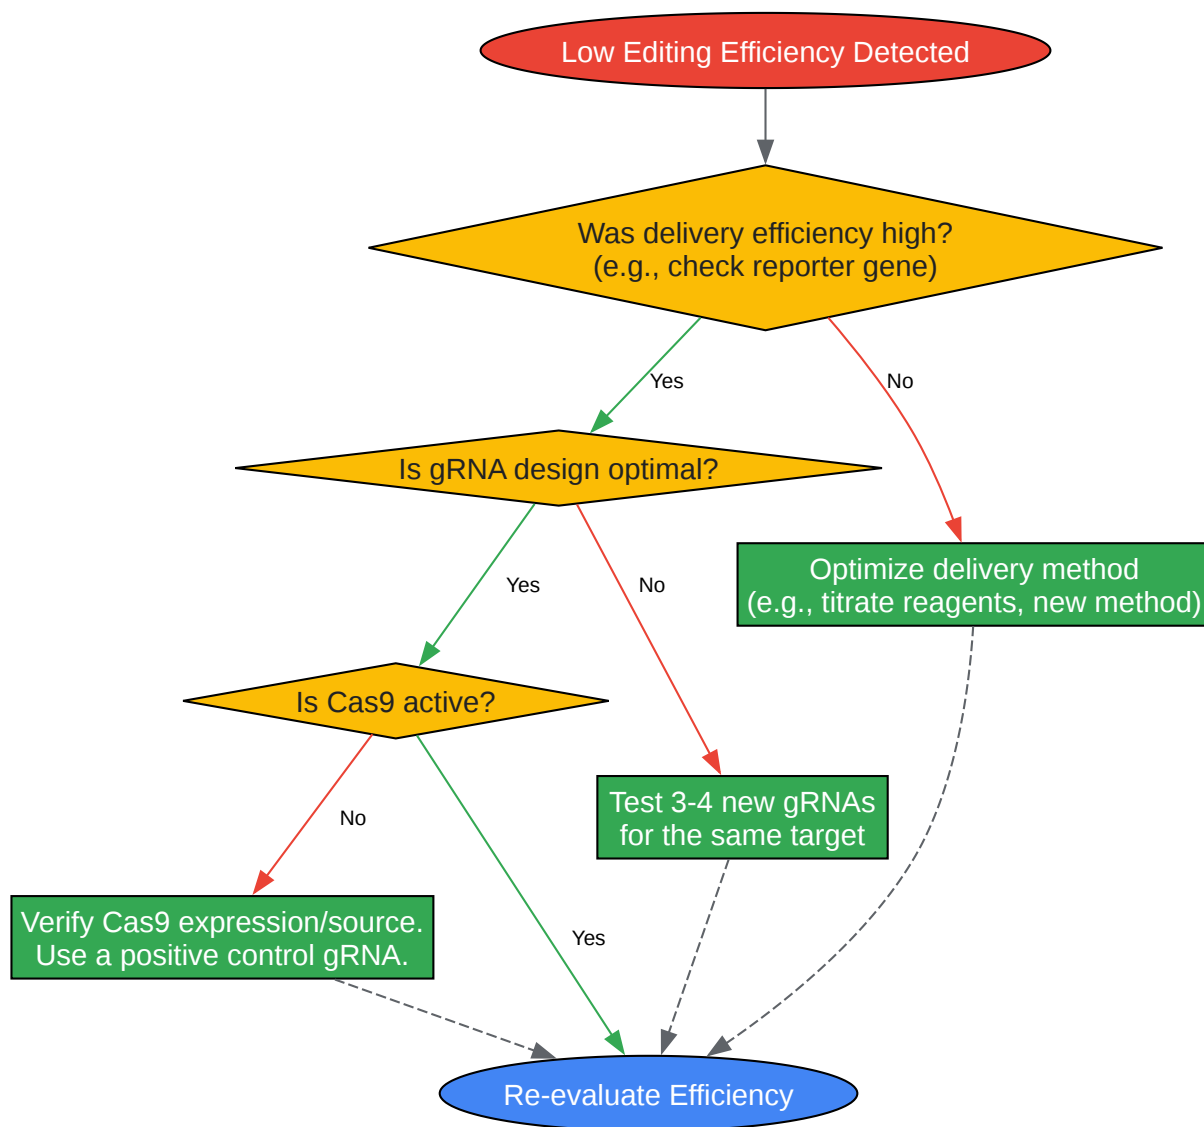 Low Editing Efficiency Detected
Was delivery efficiency high?
(e.g., check reporter gene)
Yes
No
Is gRNA design optimal?
Yes
No
Optimize delivery method
(e.g., titrate reagents, new method)
Is Cas9 active?
Test 3-4 new gRNAs
for the same target
No
Yes
Verify Cas9 expression/source.
Use a positive control gRNA.
Re-evaluate Efficiency